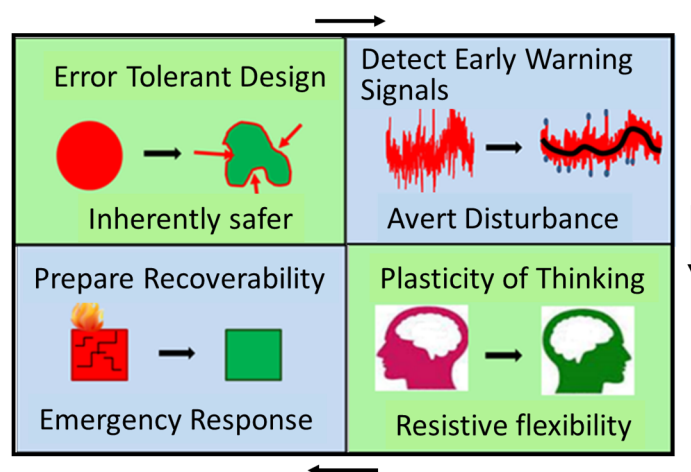 Error Tolerant Design
Inherently safer
Detect Early Warning
Signals
Avert Disturbance
Prepare Recoverability
Emergency Response
Plasticity of Thinking
Resistive flexibility